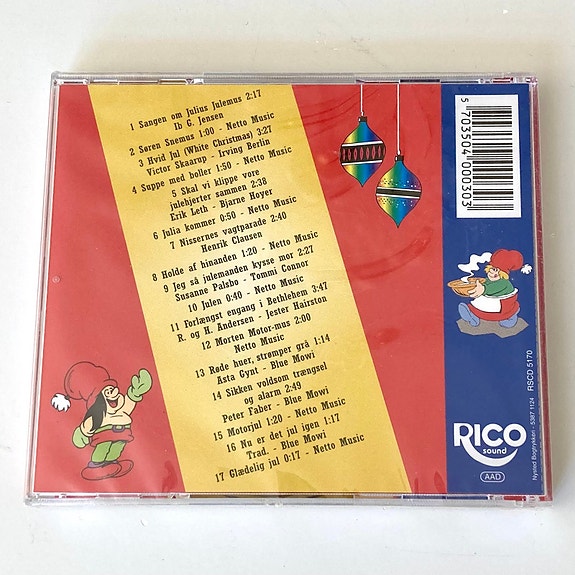 1 Sangen om Julius Julemus 2:17
Ib G. Jensen
2 Søren Snemus 1:00 - Netto Music
3 Hvid Jul (White Christmas) 3:27
Victor Skaarup - Irving Berlin
4 Suppe med boller 1:50 - Netto Music
5 Skal vi klippe vore
julehjerter sammen 2:38
Erik Leth - Bjarne Hoyer
6 Julia kommer 0:50 - Netto Music
7 Nissernes vagtparade 2:40
Henrik Clausen
8 Holde af hinanden 1:20 - Netto Music
9 Jeg så julemanden kysse mor 2:27
Susanne Palsbo - Tommi Connor
10 Julen 0:40 - Netto Music
11 Forlængst engang i Bethlehem 3:47
R. og H. Andersen - Jester Hairston
12 Morten Motor-mus 2:00
Netto Music
13 Røde huer, strømper grå 1:14
Asta Gynt - Blue Mowi
14 Sikken voldsom trængsel
og alarm 2:49
Peter Faber - Blue Mowi
15 Motorjul 1:20 - Netto Music
16 Nu er det jul igen 1:17
Trad. - Blue Mowi
17 Glædelig jul 0:17 - Netto Music
5 703504 000303
RICO
sound
AAD
RSCD 5170
Nysted Bogtrykkeri - 5387 1124